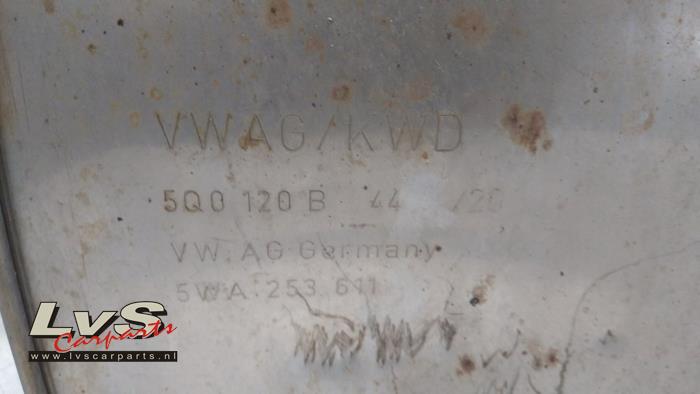 VWAG/KWD
5Q0 120 B 44 /20
VW.AG Germany
5WA.253.611
LvS
Carparts
www.lvscarparts.nl